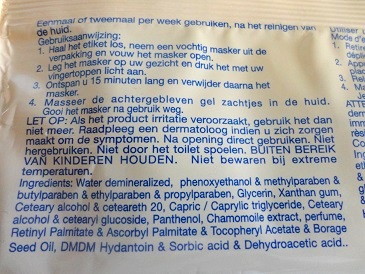 Eenmaal of tweemaal per week gebruiken, na het reinigen van
de huid.
Gebruiksaanwijzing:
1. Haal het etiket los, neem een vochtig masker uit de
verpakking en vouw het masker open.
2. Leg het masker op uw gezicht en druk het met uw
vingertoppen licht aan.
3. Ontspan u 15 minuten lang en verwijder daarna het
masker.
4. Masseer de achtergebleven gel zachtjes in de huid.
Gooi het masker na gebruik weg.
LET OP: Als het product irritatie veroorzaakt, gebruik het dan
niet meer. Raadpleeg een dermatoloog indien u zich zorgen
maakt om de symptomen. Na opening direct gebruiken. Niet
hergebruiken. Niet door het toilet spoelen. BUITEN BEREIK
VAN KINDEREN HOUDEN. Niet bewaren bij extreme
temperaturen.
Ingredients: Water demineralized, phenoxyethanol & methylparaben &
butylparaben & ethylparaben & propylparaben, Glycerin, Xanthan gum,
Ceteary alcohol & ceteareth 20, Capric / Caprylic triglyceride, Ceteary
alcohol & cetearyl glucoside, Panthenol, Chamomoile extract, perfume,
Retinyl Palmitate & Ascorbyl Palmitate & Tocopheryl Acetate & Borage
Seed Oil, DMDM Hydantoin & Sorbic acid & Dehydroacetic acid..